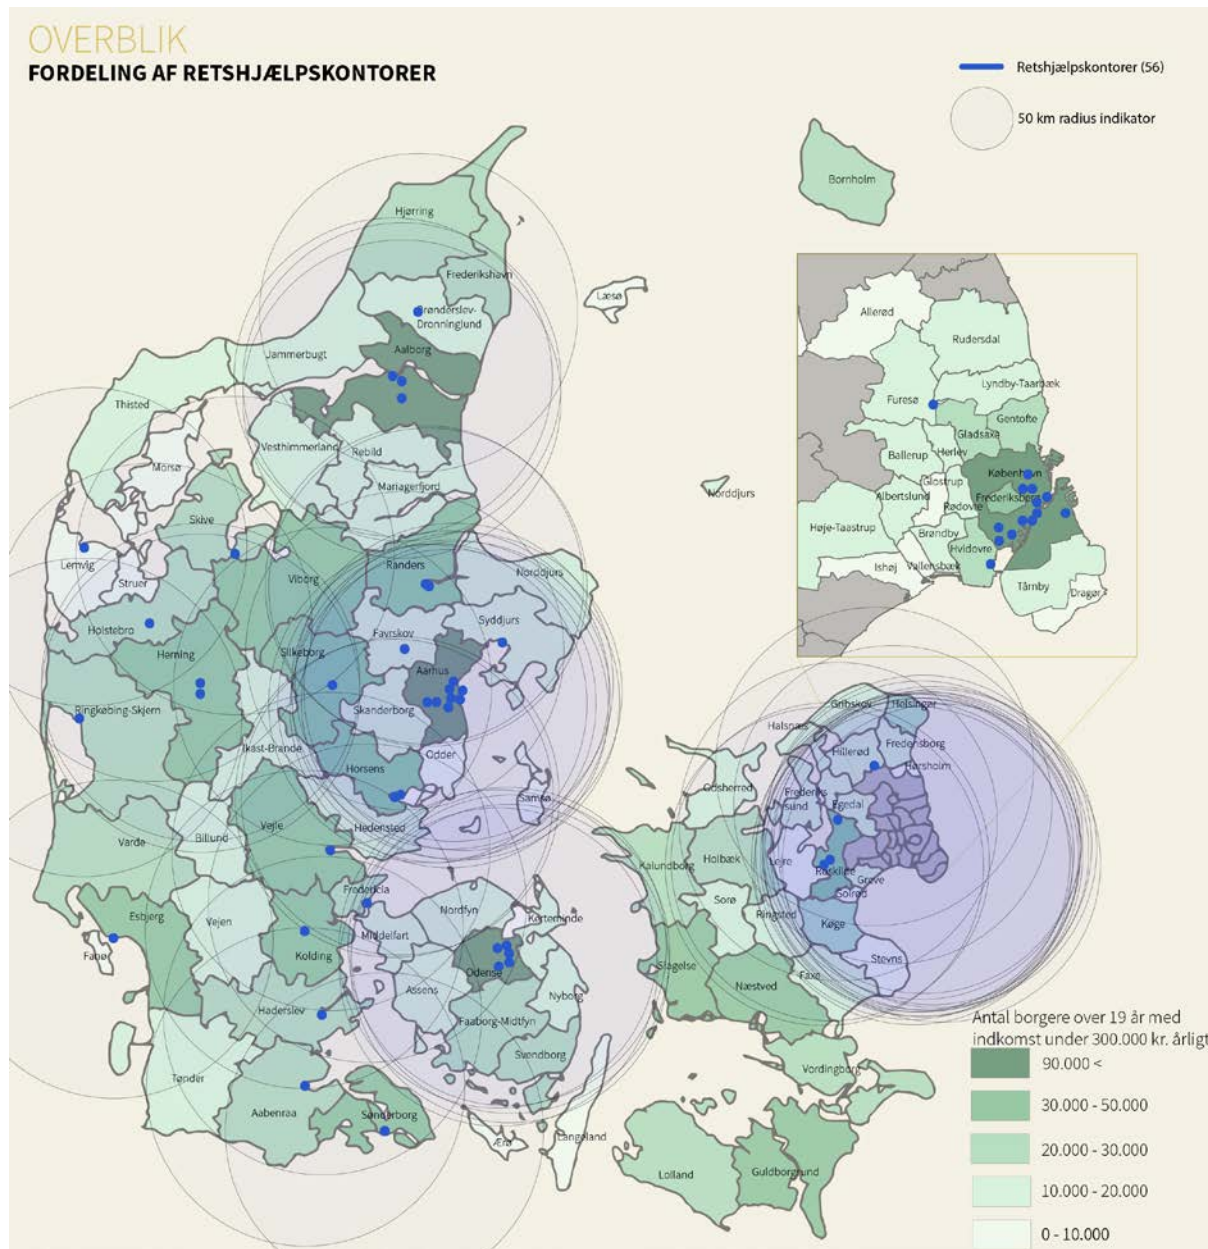 OVERBLIK
FORDELING AF RETSHJÆLPSKONTORER
Retshjælpskontorer (56)
50 km radius indikator
Bornholm
Hjørring
Frederikshavn
Læsø
Brønderslev-
Dronninglund
Jammerbugt
Aalborg
Thisted
Vesthimmerland
Rebild
Morsø
Mariagerfjord
Norddjurs
Skive
Lemvig
Struer
Viborg
Randers
Norddjurs
Holstebro
Favrskov
Syddjurs
Herning
Silkeborg
Aarhus
Ringkøbing-Skjern
Skanderborg
Ikast-Brande
Odder
Horsens
Samsø
Hedensted
Varde
Billund
Vejle
Fredericia
Nordfyn
Kerteminde
Esbjerg
Vejen
Middelfart
Fanø
Kolding
Odense
Assens
Nyborg
Haderslev
Faaborg-Midtfyn
Svendborg
Tønder
Aabenraa
Sønderborg
Ærø
Langeland
Allerød
Rudersdal
Lyndby-Taarbæk
Furesø
Gentofte
Gladsaxe
Ballerup
Herlev
København
Glostrup
Albertslund
Frederiksberg
Rødovre
Høje-Taastrup
Brøndby
Hvidovre
Ishøj
Vallensbæk
Tårnby
Dragør
Gribskov
Helsingør
Halsnæs
Hillerød
Fredensborg
Hørsholm
Odsherred
Frederiks
sund
Egedal
Kalundborg
Holbæk
Lejre
Roskilde
Greve
Solrød
Sorø
Ringsted
Køge
Slagelse
Stevns
Faxe
Næstved
Vordingborg
Lolland
Guldborgsund
Antal borgere over 19 år med
indkomst under 300.000 kr. årligt
90.000 <
30.000 - 50.000
20.000 - 30.000
10.000 - 20.000
0 - 10.000